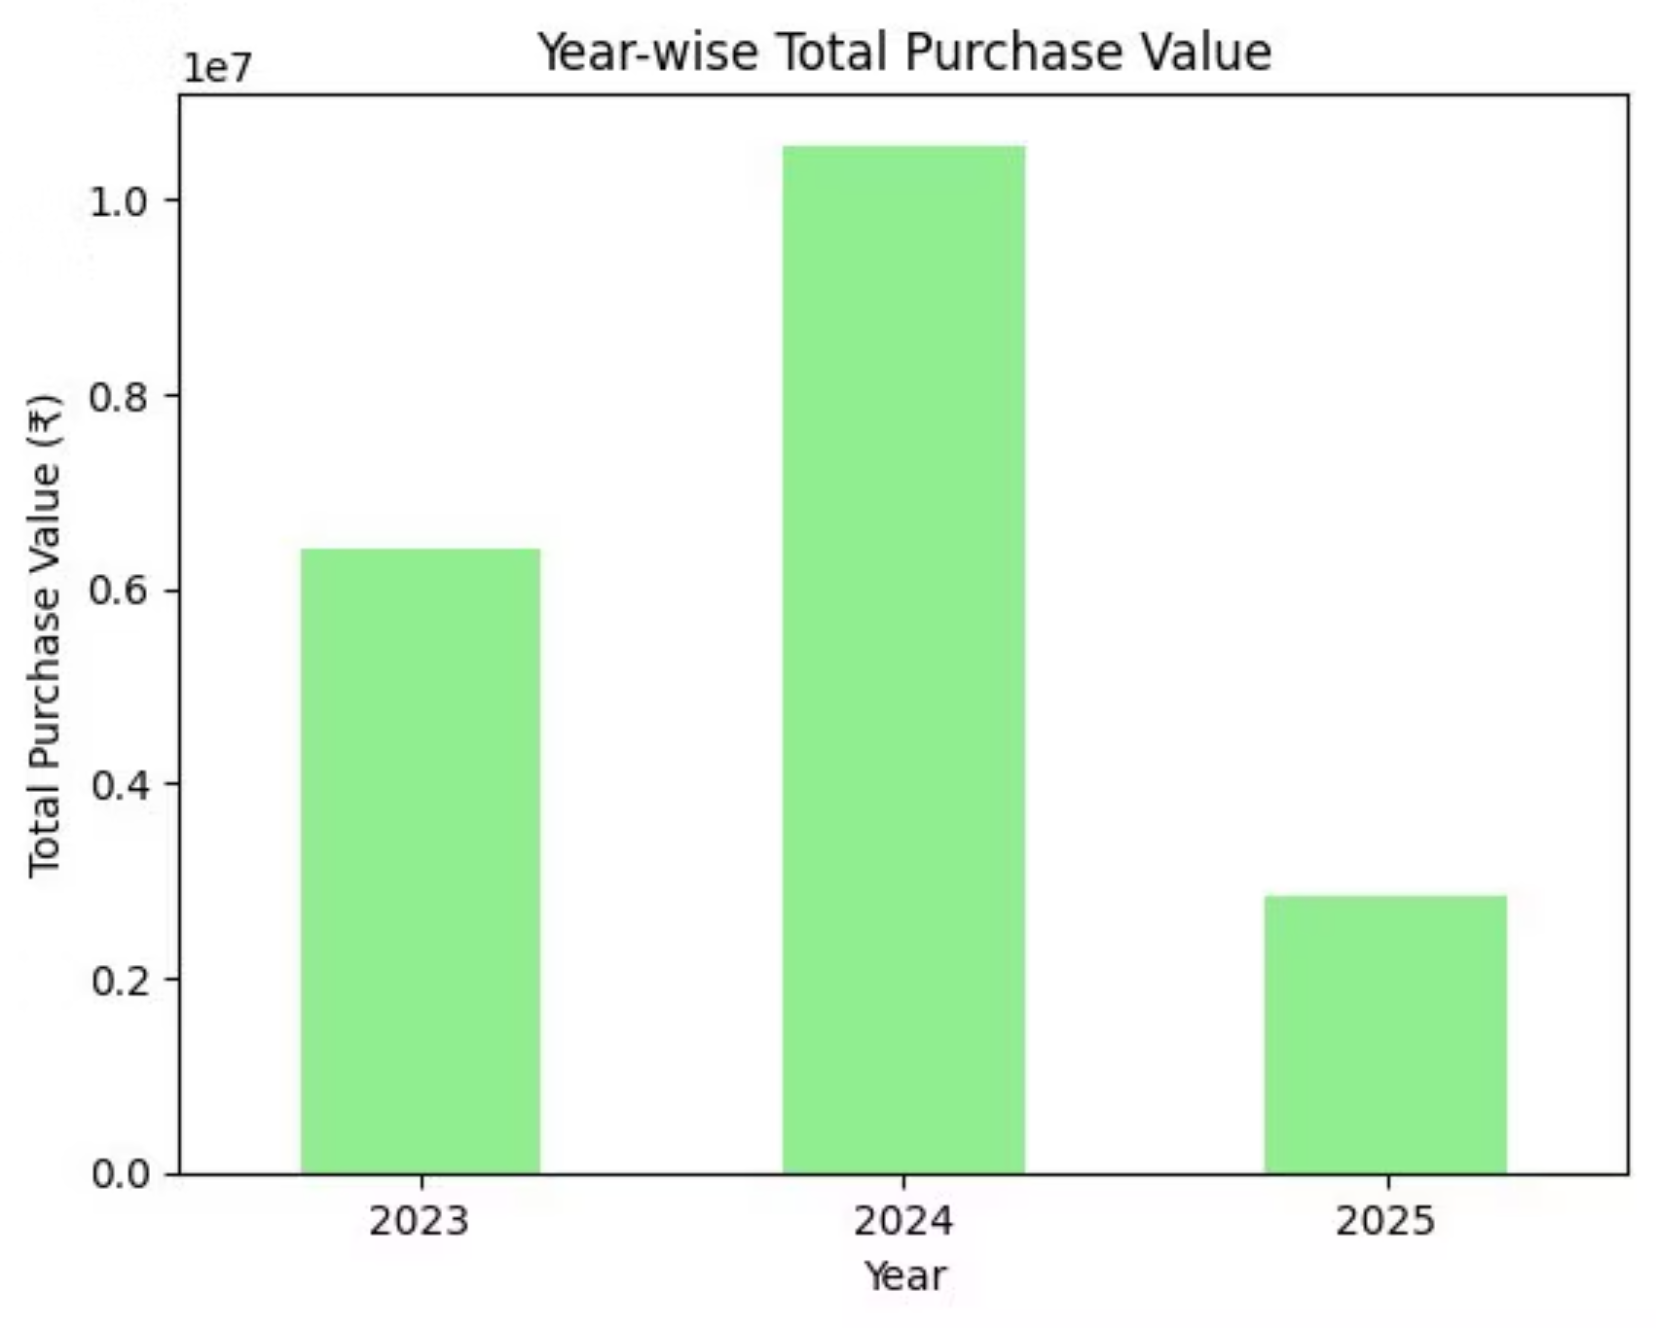 Year-wise Total Purchase Value
1e7
1.0
0.8
0.6
0.4
0.2
0.0
Total Purchase Value (₹)
2023 2024 2025
Year